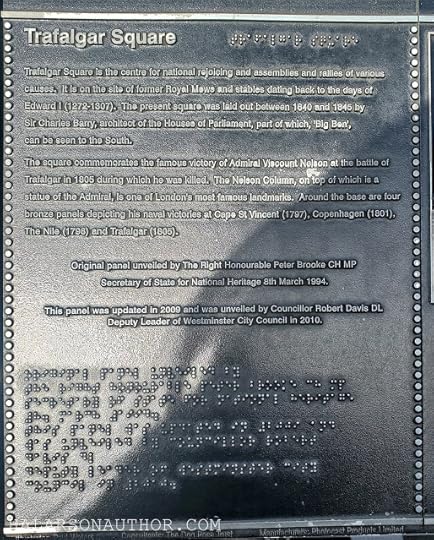 Trafalgar Square
Trafalgar Square is the centre for national rejoicing and assemblies and rallies of various
causes. It is on the site of former Royal Mews and stables dating back to the days of
Edward I (1272-1307). The present square was laid out between 1840 and 1845 by
Sir Charles Barry, architect of the Houses of Parliament, part of which, 'Big Ben',
can be seen to the South.
The square commemorates the famous victory of Admiral Viscount Nelson at the battle of
Trafalgar in 1805 during which he was killed. The Nelson Column, on top of which is a
statue of the Admiral, is one of London's most famous landmarks. Around the base are four
bronze panels depicting his naval victories at Cape St Vincent (1797), Copenhagen (1801),
The Nile (1798) and Trafalgar (1805).
Original panel unveiled by The Right Honourable Peter Brooke CH MP
Secretary of State for National Heritage 8th March 1994.
This panel was updated in 2009 and was unveiled by Councillor Robert Davis DL
Deputy Leader of Westminster City Council in 2010.
HALARSONAUTHOR.COM
Manufacture: Photocast Products Limited